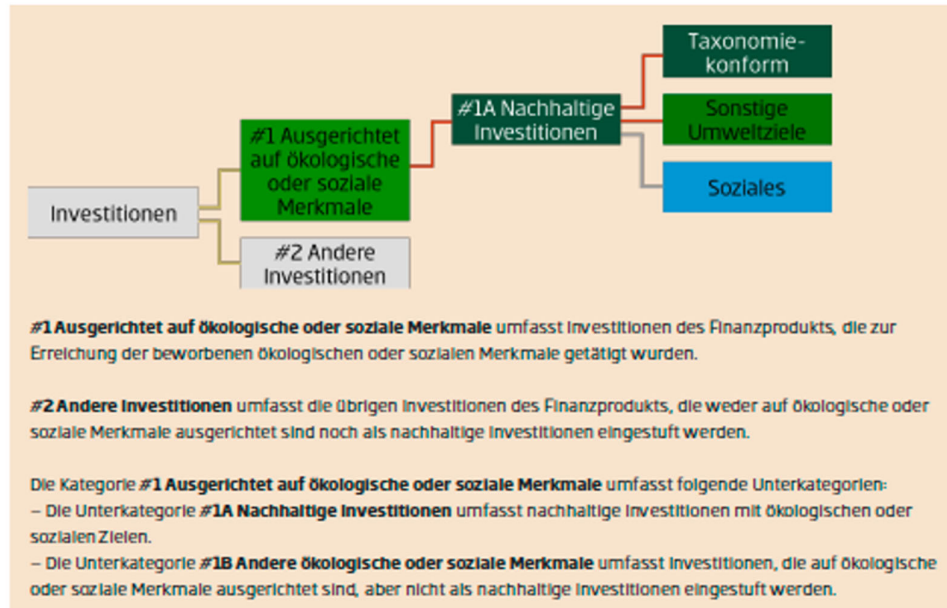 Taxonomie-
konform
#1A Nachhaltige
Investitionen
Sonstige
Umweltziele
#1 Ausgerichtet
auf ökologische
oder soziale
Merkmale
Soziales
Investitionen
#2 Andere
Investitionen
#1 Ausgerichtet auf ökologische oder soziale Merkmale umfasst Investitionen des Finanzprodukts, die zur
Erreichung der beworbenen ökologischen oder sozialen Merkmale getätigt wurden.
#2 Andere Investitionen umfasst die übrigen Investitionen des Finanzprodukts, die weder auf ökologische oder
soziale Merkmale ausgerichtet sind noch als nachhaltige Investitionen eingestuft werden.
Die Kategorie #1 Ausgerichtet auf ökologische oder soziale Merkmale umfasst folgende Unterkategorien:
– Die Unterkategorie #1A Nachhaltige Investitionen umfasst nachhaltige Investitionen mit ökologischen oder
sozialen Zielen.
– Die Unterkategorie #1B Andere ökologische oder soziale Merkmale umfasst Investitionen, die auf ökologische
oder soziale Merkmale ausgerichtet sind, aber nicht als nachhaltige Investitionen eingestuft werden.